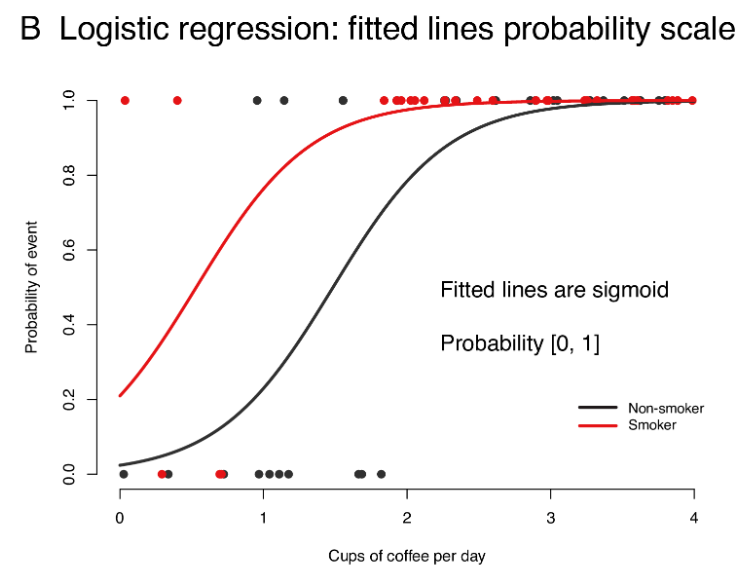 B Logistic regression: fitted lines probability scale
1.0
0.8
0.6
0.4
0.2
0.0
Probability of event
Fitted lines are sigmoid
Probability [0, 1]
Non-smoker
Smoker
0 1 2 3 4
Cups of coffee per day